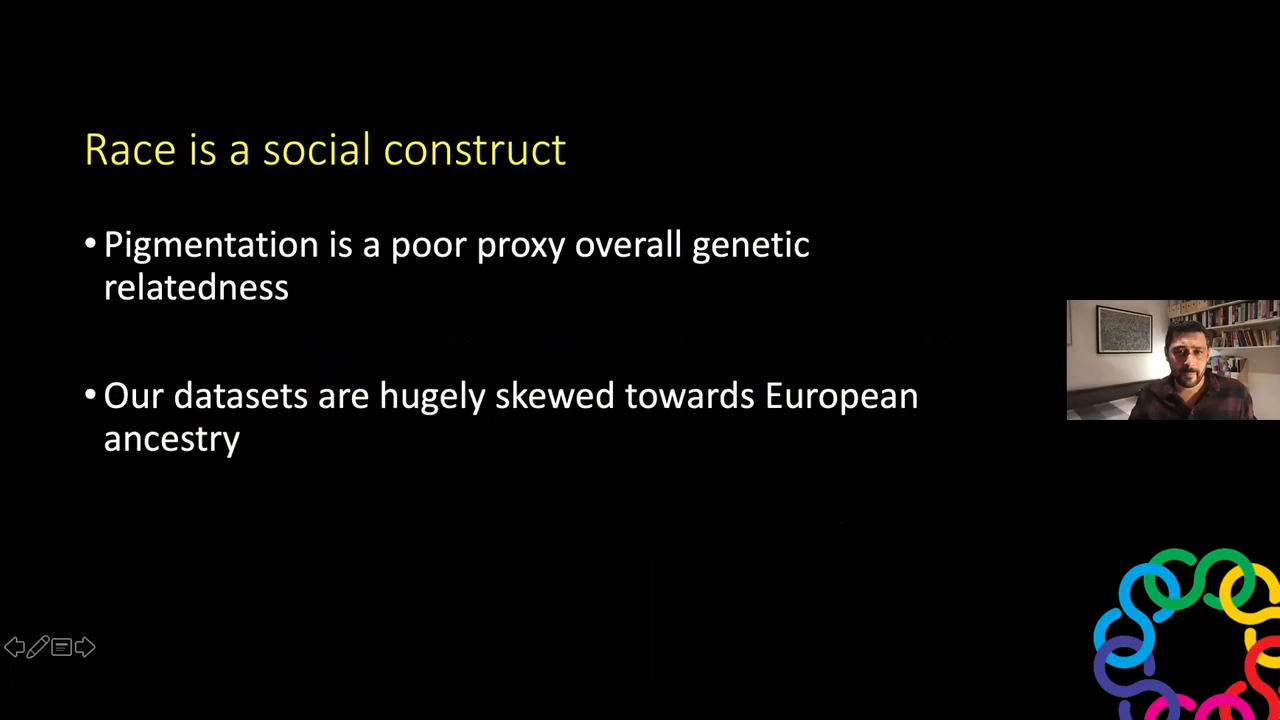 Race is a social construct
• Pigmentation is a poor proxy overall genetic
relatedness
• Our datasets are hugely skewed towards European
ancestry